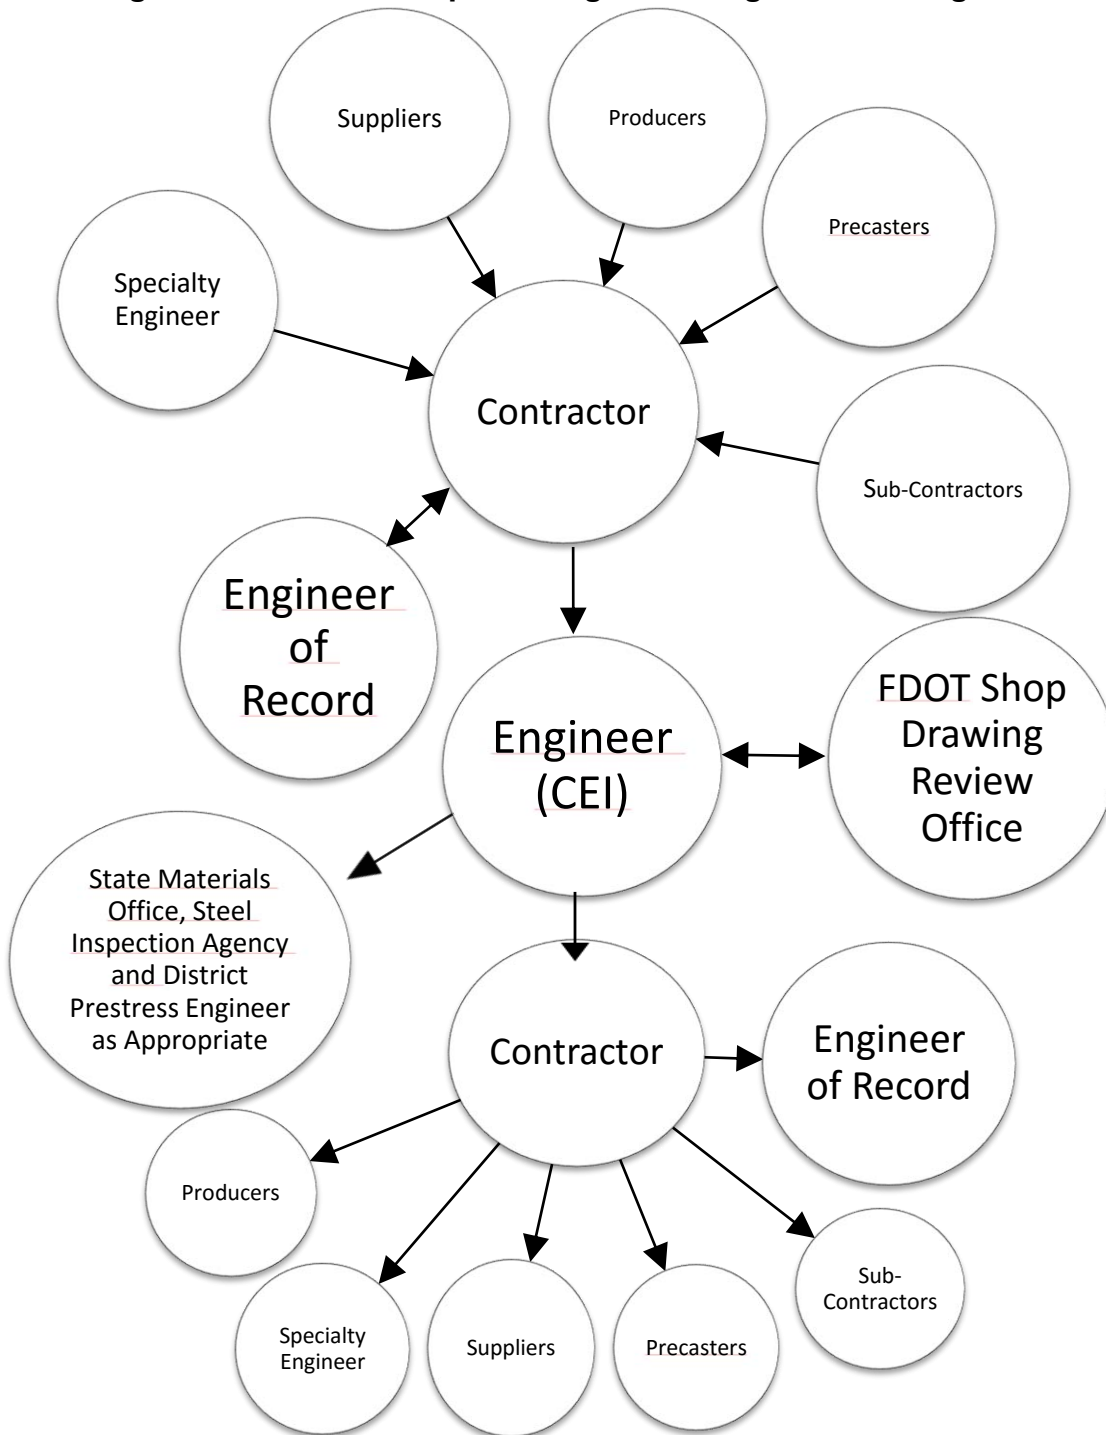 Suppliers
Producers
Precasters
Specialty
Engineer
Contractor
Sub-Contractors
Engineer
of
Record
Engineer
(CEI)
FDOT Shop
Drawing
Review
Office
State Materials
Office, Steel
Inspection Agency
and District
Prestress Engineer
as Appropriate
Contractor
Engineer
of Record
Producers
Sub-
Contractors
Specialty
Engineer
Suppliers
Precasters